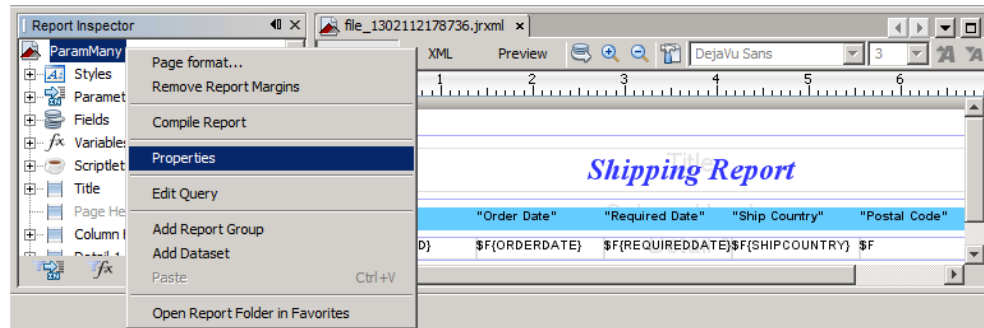 Report Inspector
file_1302112178736.jrxml
ParamMany
XML Preview DejaVu Sans 3
Styles
Paramet
Fields
Variables
Scriptlet
Title
Page He
Column
Page format...
Remove Report Margins
Compile Report
Properties
Edit Query
Add Report Group
Add Dataset
Paste Ctrl+V
Open Report Folder in Favorites
1 2 3 4 5 6
Title
Shipping Report
"Order Date" "Required Date" "Ship Country" "Postal Code"
D} $F{ORDERDATE} $F{REQUIREDDATE}$F{SHIPCOUNTRY} $F